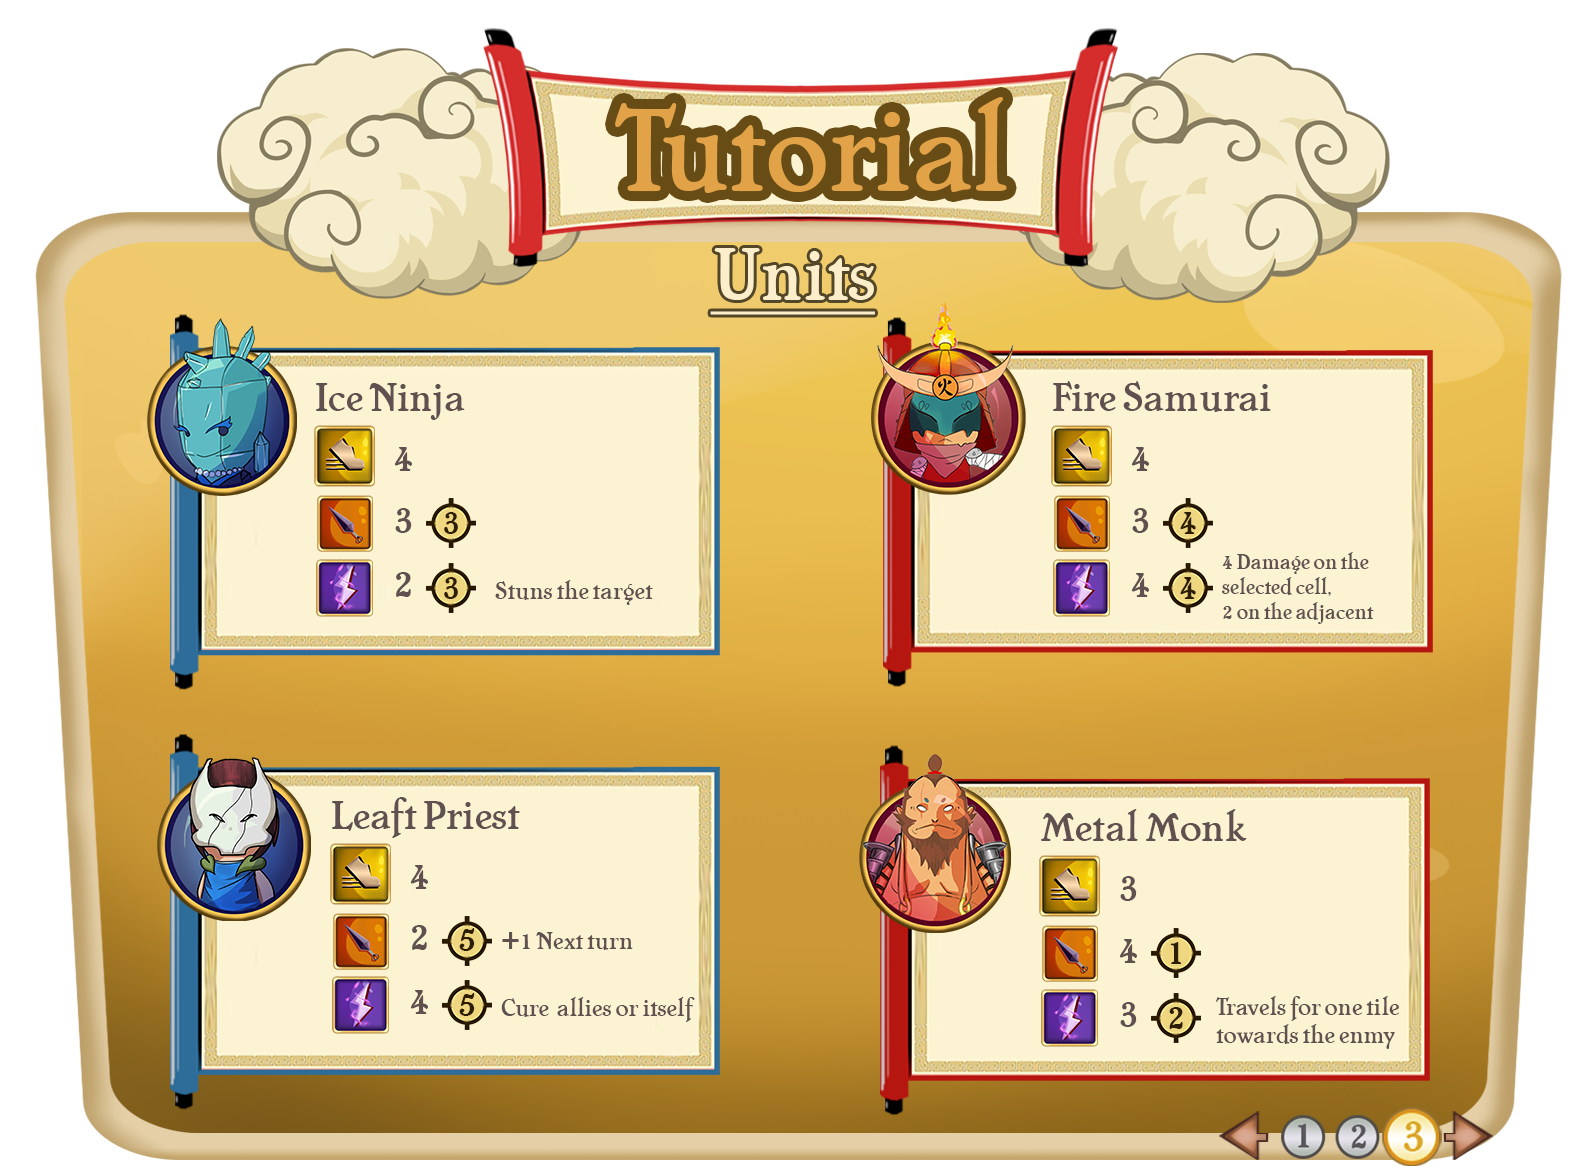 Tutorial
Units
Ice Ninja
4
3 3
2 3 Stuns the target
Fire Samurai
火
4
3 4
4 4
4 Damage on the
selected cell,
2 on the adjacent
Leaft Priest
4
2 5 +1 Next turn
4 5 Cure allies or itself
Metal Monk
3
4 1
3 2
Travels for one tile
towards the enmy
1 2 3